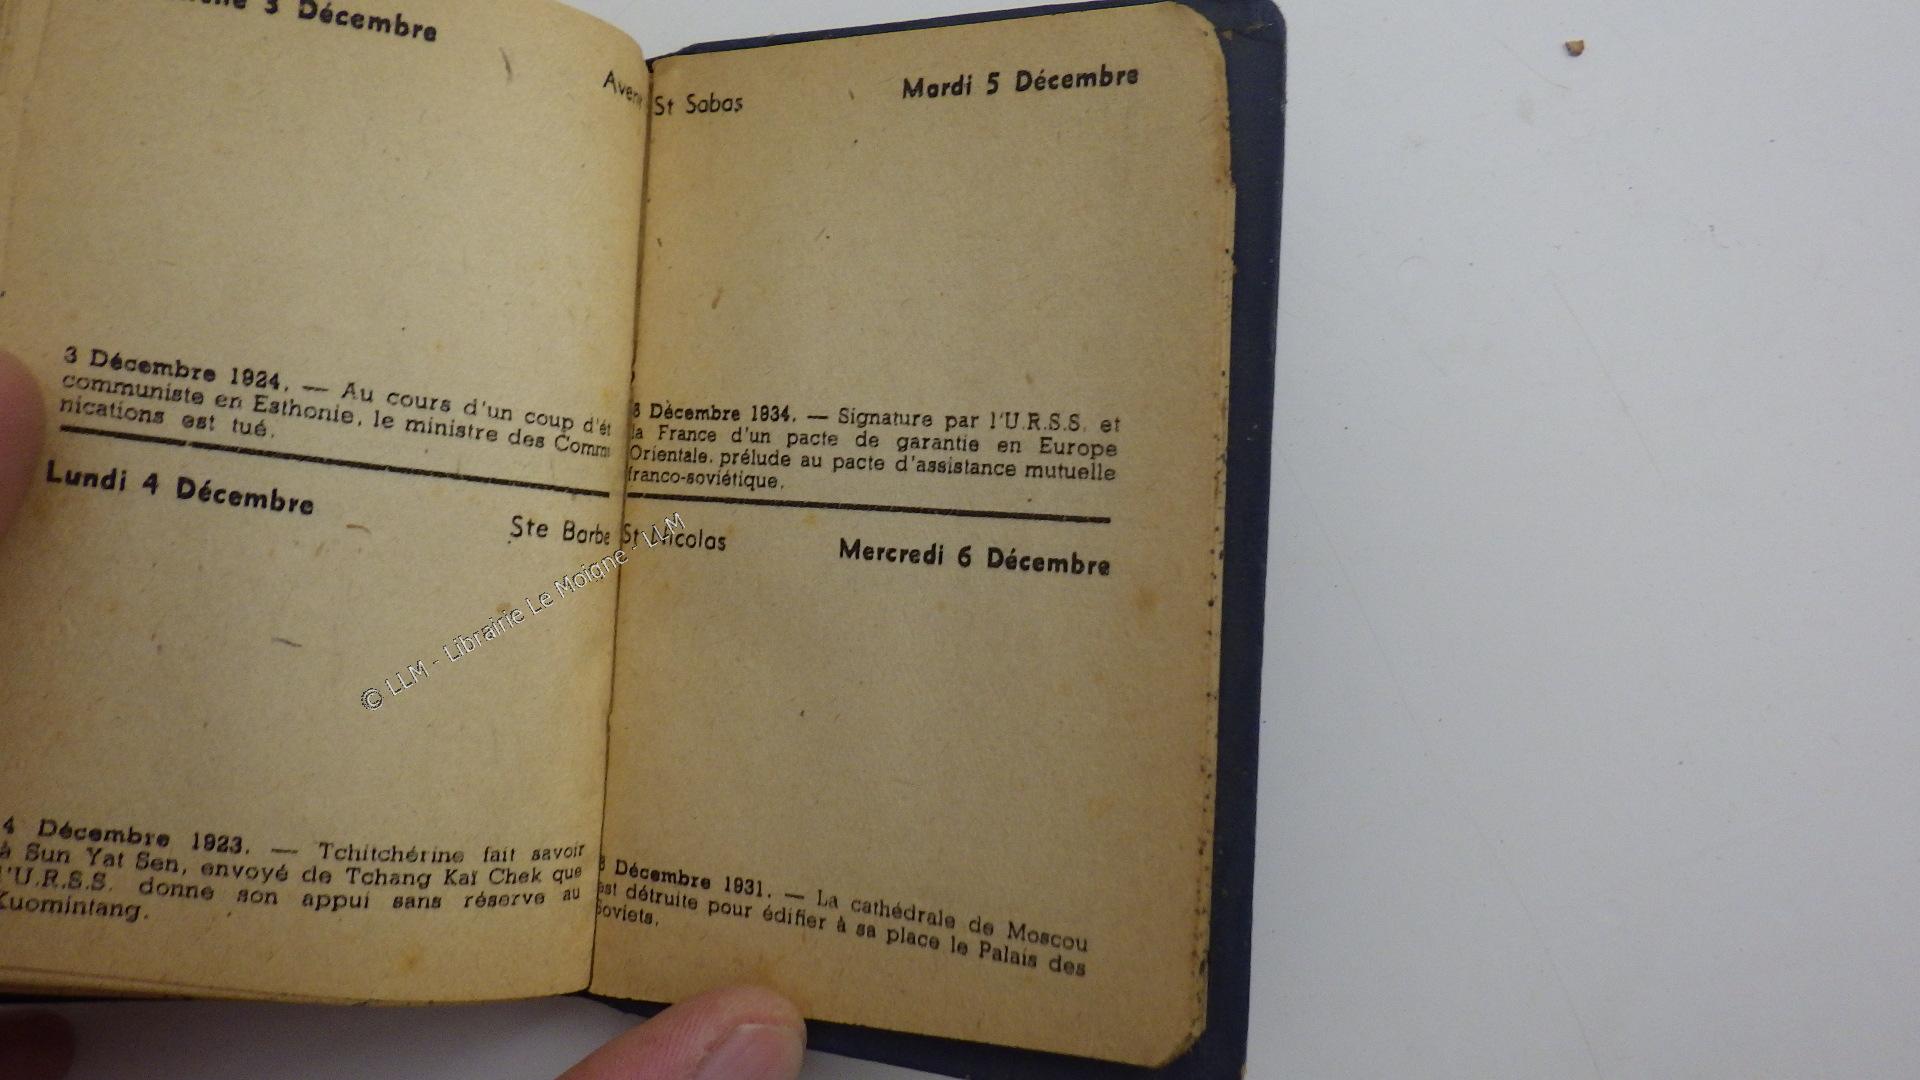 3 Décembre
Avent
3 Décembre 1924. — Au cours d'un coup d'ét
communiste en Esthonie, le ministre des Commu
nications est tué.
Lundi 4 Décembre
Ste Barbe
4 Décembre 1923. — Tchitchérine fait savoir
à Sun Yat Sen, envoyé de Tchang Kaï Chek que
l'U.R.S.S. donne son appui sans réserve au
Kuomintang.
St Sabas Mardi 5 Décembre
Décembre 1934. — Signature par l'U.R.S.S. et
la France d'un pacte de garantie en Europe
Orientale, prélude au pacte d'assistance mutuelle
franco-soviétique.
St Nicolas Mercredi 6 Décembre
Décembre 1931. — La cathédrale de Moscou
est détruite pour édifier à sa place le Palais des
Soviets.
© LLM - Librairie Le Moigne - LLM